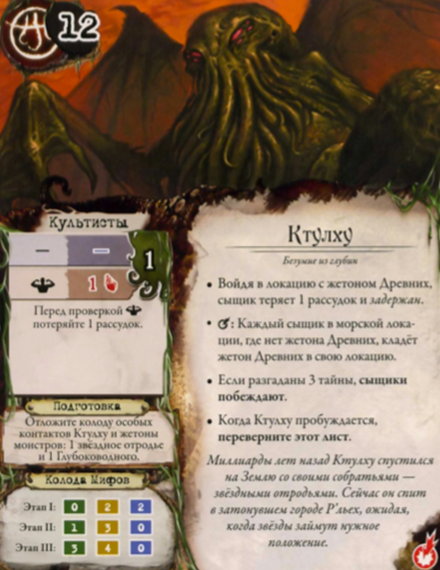 12
Культисты
— —
1
1
Перед проверкой
потеряйте 1 рассудок.
Подготовка
Отложите колоду особых
контактов Ктулху и жетоны
монстров: 1 звёздное отродье
и 1 Глубоководного.
Колода Мифов
Этап I: 0 2 2
Этап II: 1 3 0
Этап III: 3 4 0
Ктулху
Безумие из глубин
• Войдя в локацию с жетоном Древних,
сыщик теряет 1 рассудок и задержан.
• : Каждый сыщик в морской лока-
ции, где нет жетона Древних, кладёт
жетон Древних в свою локацию.
• Если разгаданы 3 тайны, сыщики
побеждают.
• Когда Ктулху пробуждается,
переверните этот лист.
Миллиарды лет назад Ктулху спустился
на Землю со своими собратьями —
звёздными отродьями. Сейчас он спит
в затонувшем городе Р'льех, ожидая,
когда звёзды займут нужное
положение.